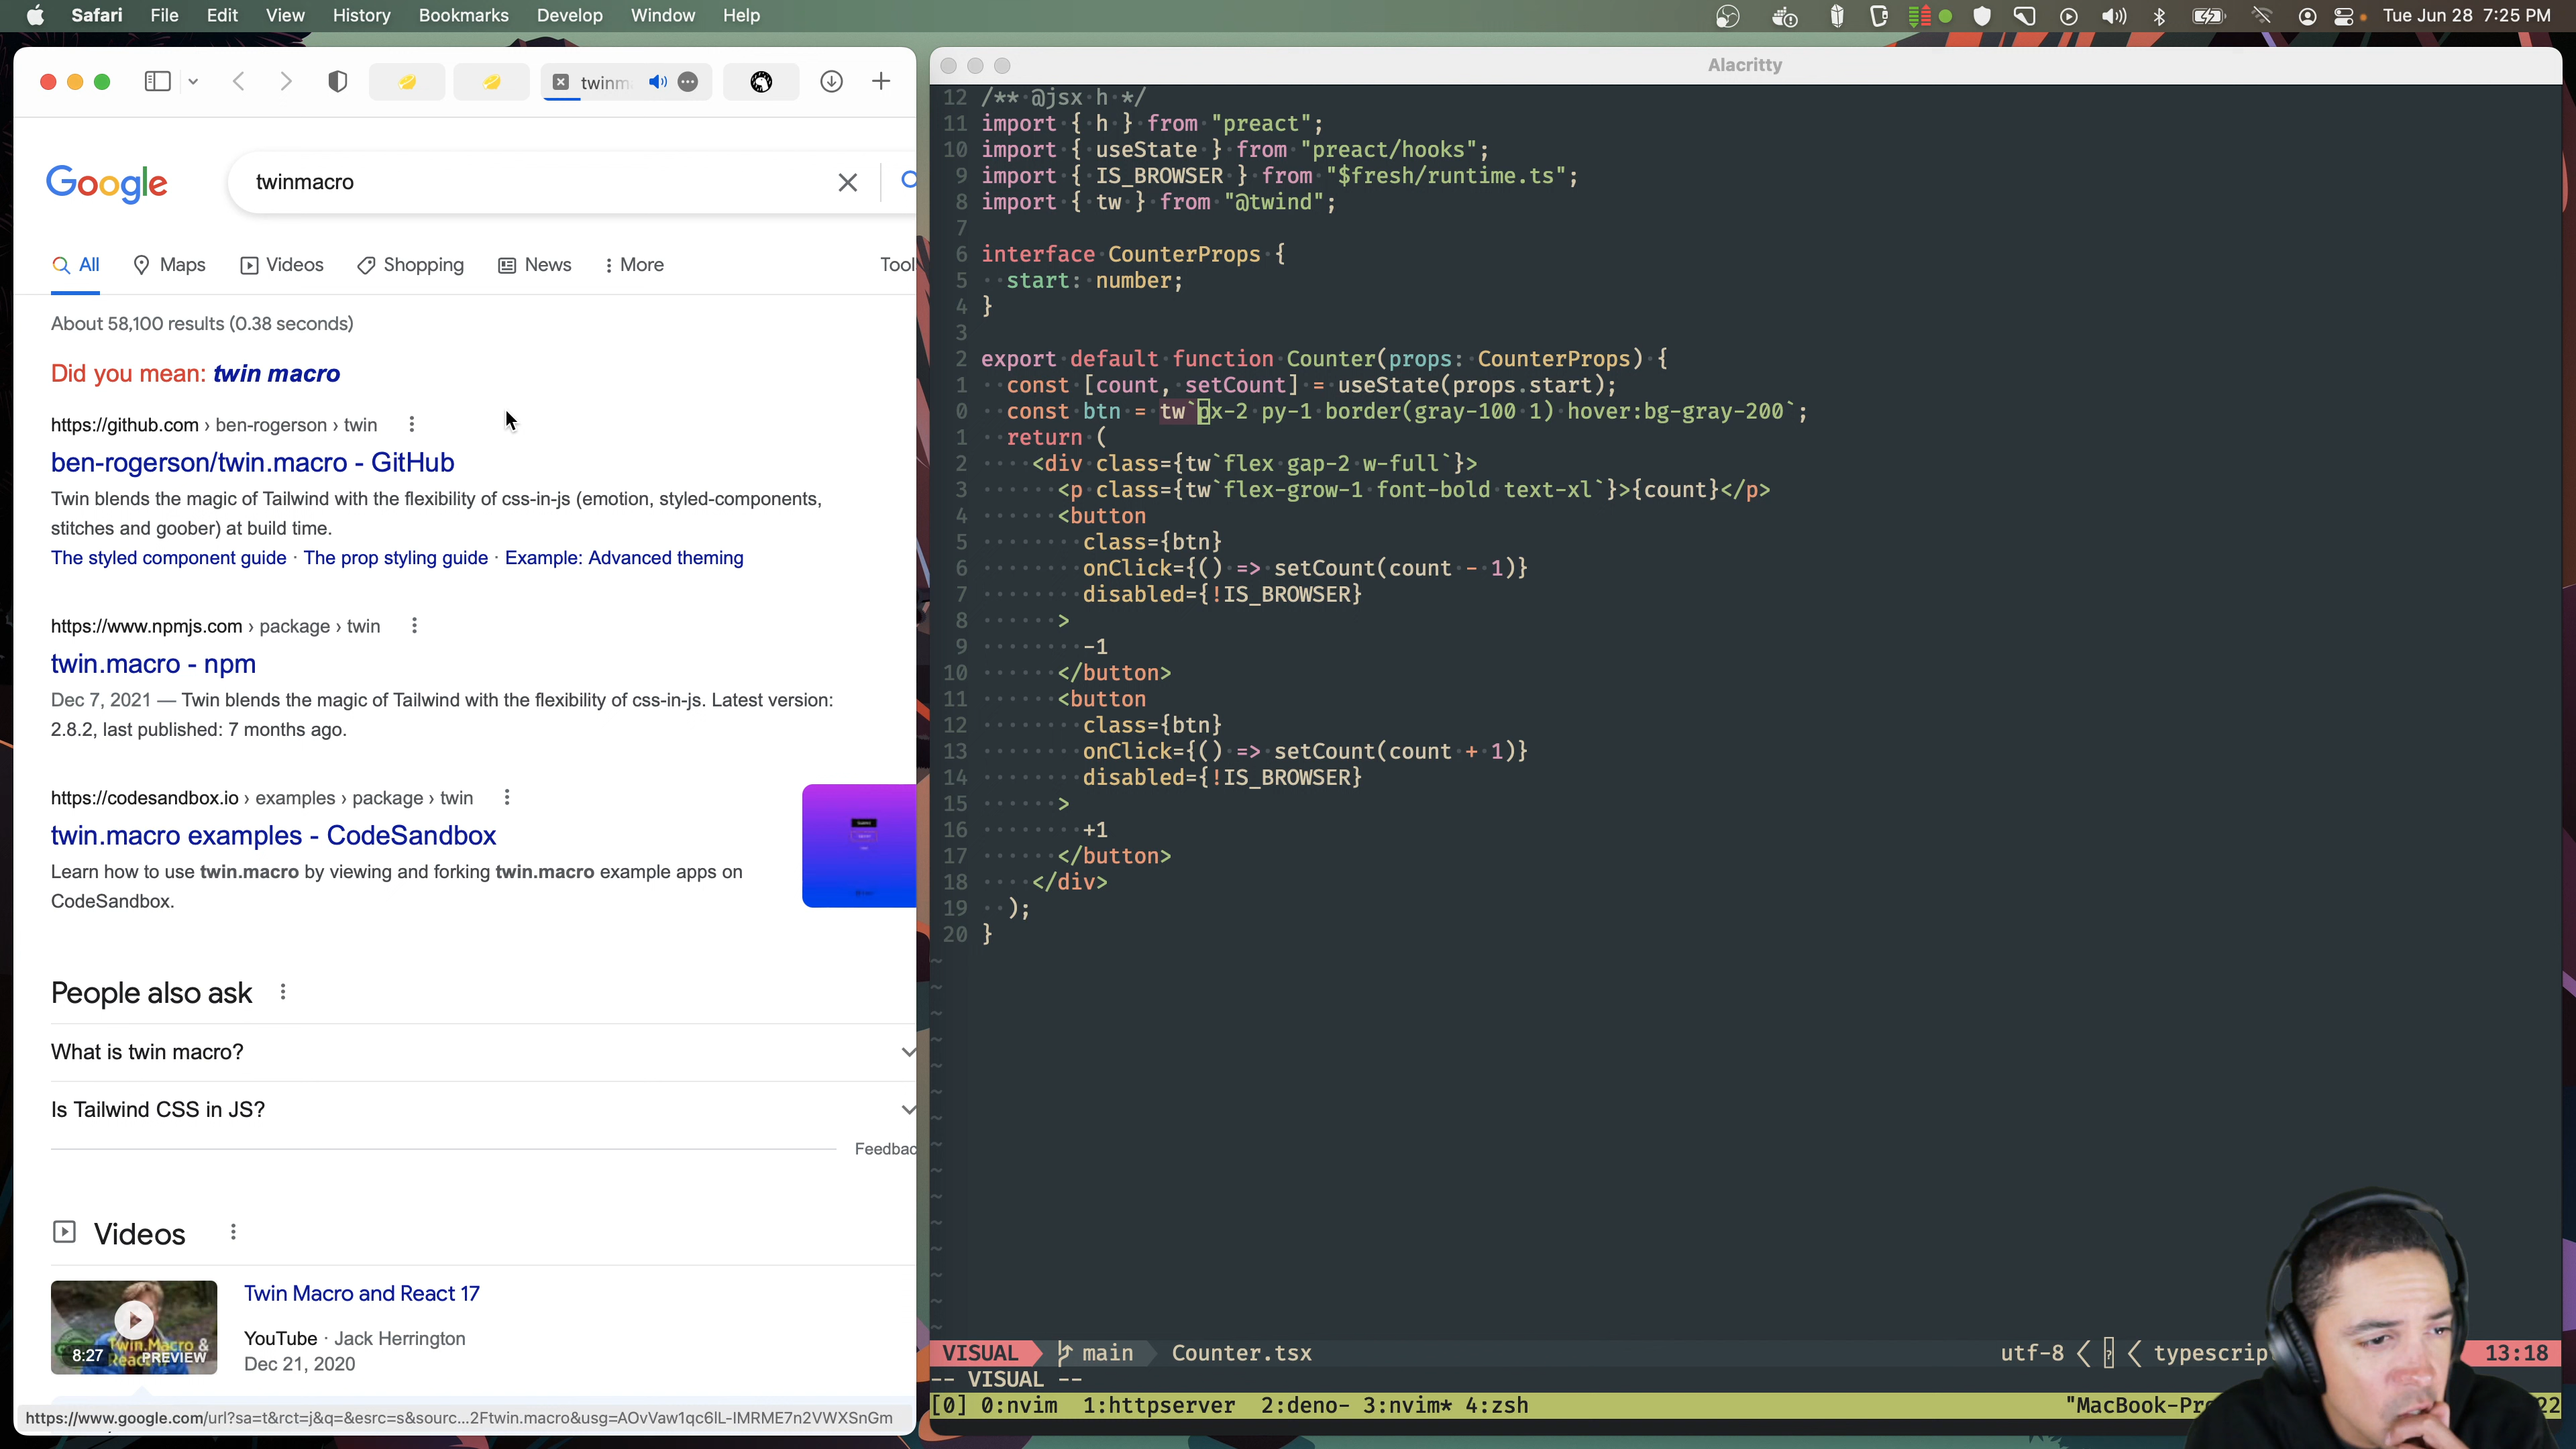 Safari File Edit View History Bookmarks Develop Window Help
Tue Jun 28 7:25 PM
twinm
Google
twinmacro
All Maps Videos Shopping News More Tool
About 58,100 results (0.38 seconds)
Did you mean: twin macro
https://github.com › ben-rogerson › twin
ben-rogerson/twin.macro - GitHub
Twin blends the magic of Tailwind with the flexibility of css-in-js (emotion, styled-components,
stitches and goober) at build time.
The styled component guide · The prop styling guide · Example: Advanced theming
https://www.npmjs.com › package › twin
twin.macro - npm
Dec 7, 2021 — Twin blends the magic of Tailwind with the flexibility of css-in-js. Latest version:
2.8.2, last published: 7 months ago.
https://codesandbox.io › examples › package › twin
twin.macro examples - CodeSandbox
Learn how to use twin.macro by viewing and forking twin.macro example apps on
CodeSandbox.
People also ask
What is twin macro?
Is Tailwind CSS in JS?
Feedbac
Videos
Twin Macro and React 17
YouTube · Jack Herrington
Dec 21, 2020
8:27
Twin Macro &
React
PREVIEW
https://www.google.com/url?sa=t&rct=j&q=&esrc=s&sourc...2Ftwin.macro&usg=AOvVaw1qc6lL-IMRME7n2VWXSnGm
Alacritty
12 /** @jsx h */
11 import { h } from "preact";
10 import { useState } from "preact/hooks";
9 import { IS_BROWSER } from "$fresh/runtime.ts";
8 import { tw } from "@twind";
7
6 interface CounterProps {
5 start: number;
4 }
3
2 export default function Counter(props: CounterProps) {
1 const [count, setCount] = useState(props.start);
0 const btn = tw`px-2 py-1 border(gray-100 1) hover:bg-gray-200`;
1 return (
2 <div class={tw`flex gap-2 w-full`}>
3 <p class={tw`flex-grow-1 font-bold text-xl`}>{count}</p>
4 <button
5 class={btn}
6 onClick={() => setCount(count - 1)}
7 disabled={!IS_BROWSER}
8 >
9 -1
10 </button>
11 <button
12 class={btn}
13 onClick={() => setCount(count + 1)}
14 disabled={!IS_BROWSER}
15 >
16 +1
17 </button>
18 </div>
19 );
20 }
VISUAL main Counter.tsx utf-8 < ? < typescrip 13:18
-- VISUAL --
[0] 0:nvim 1:httpserver 2:deno- 3:nvim* 4:zsh "MacBook-Pr 22